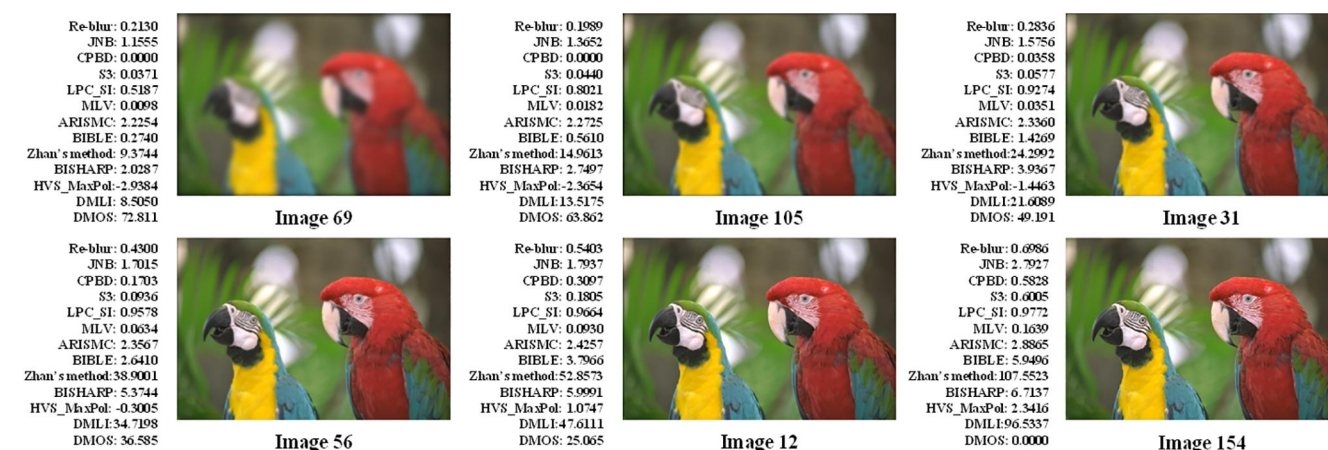 Re-blur: 0.2130
JNB: 1.1555
CPBD: 0.0000
S3: 0.0371
LPC_SI: 0.5187
MLV: 0.0098
ARISMC: 2.2254
BIBLE: 0.2740
Zhan's method: 9.3744
BISHARP: 2.0287
HVS_MaxPol:-2.9384
DMLI: 8.5050
DMOS: 72.811
Image 69
Re-blur: 0.1989
JNB: 1.3652
CPBD: 0.0000
S3: 0.0440
LPC_SI: 0.8021
MLV: 0.0182
ARISMC: 2.2725
BIBLE: 0.5610
Zhan's method:14.9613
BISHARP: 2.7497
HVS_MaxPol:-2.3654
DMLI:13.5175
DMOS: 63.862
Image 105
Re-blur: 0.2836
JNB: 1.5756
CPBD: 0.0358
S3: 0.0577
LPC_SI: 0.9274
MLV: 0.0351
ARISMC: 2.3360
BIBLE: 1.4269
Zhan's method:24.2992
BISHARP: 3.9367
HVS_MaxPol:-1.4463
DMLI:21.6089
DMOS: 49.191
Image 31
Re-blur: 0.4300
JNB: 1.7015
CPBD: 0.1703
S3: 0.0936
LPC_SI: 0.9578
MLV: 0.0634
ARISMC: 2.3567
BIBLE: 2.6410
Zhan's method:38.9001
BISHARP: 5.3744
HVS_MaxPol: -0.3005
DMLI:34.7198
DMOS: 36.585
Image 56
Re-blur: 0.5403
JNB: 1.7937
CPBD: 0.3097
S3: 0.1805
LPC_SI: 0.9664
MLV: 0.0930
ARISMC: 2.4257
BIBLE: 3.7966
Zhan's method:52.8573
BISHARP: 5.9991
HVS_MaxPol: 1.0747
DMLI:47.6111
DMOS: 25.065
Image 12
Re-blur: 0.6986
JNB: 2.7927
CPBD: 0.5828
S3: 0.6005
LPC_SI: 0.9772
MLV: 0.1639
ARISMC: 2.8865
BIBLE: 5.9496
Zhan's method:107.5523
BISHARP: 6.7137
HVS_MaxPol: 2.3416
DMLI:96.5337
DMOS: 0.0000
Image 154